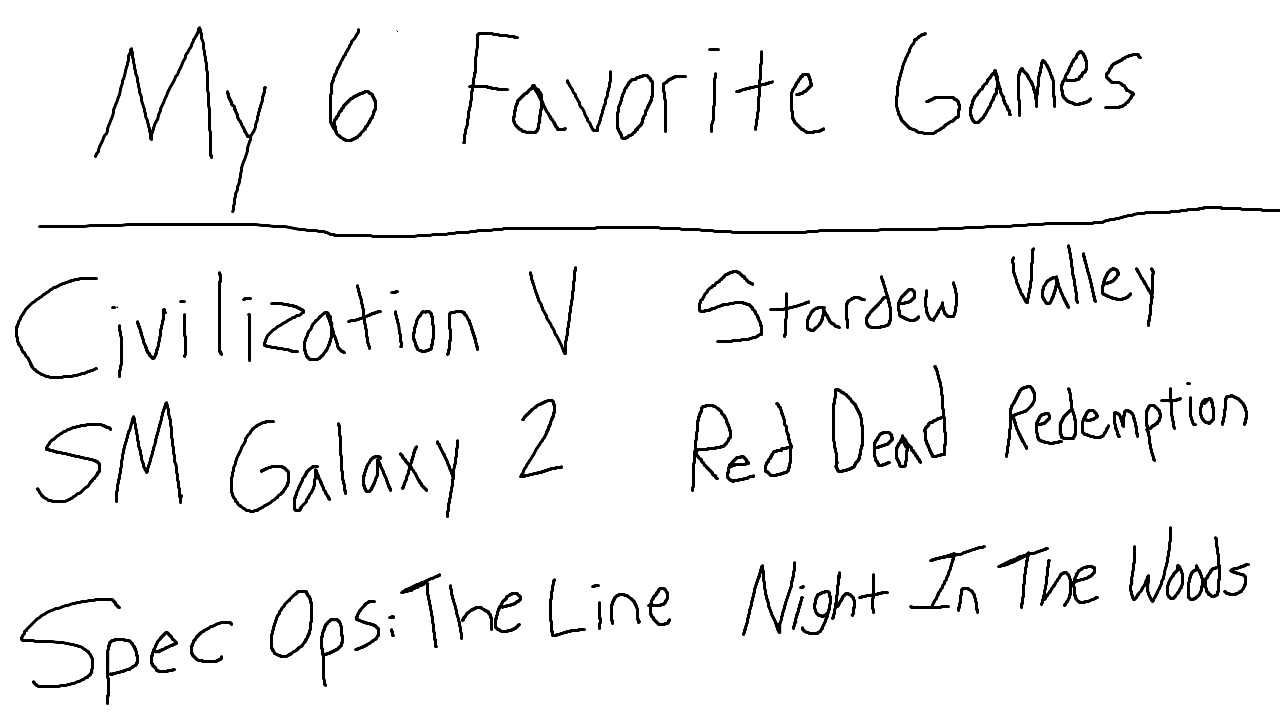 My 6 Favorite Games
Civilization V Stardew Valley
SM Galaxy 2 Red Dead Redemption
Spec Ops: The Line Night In The Woods